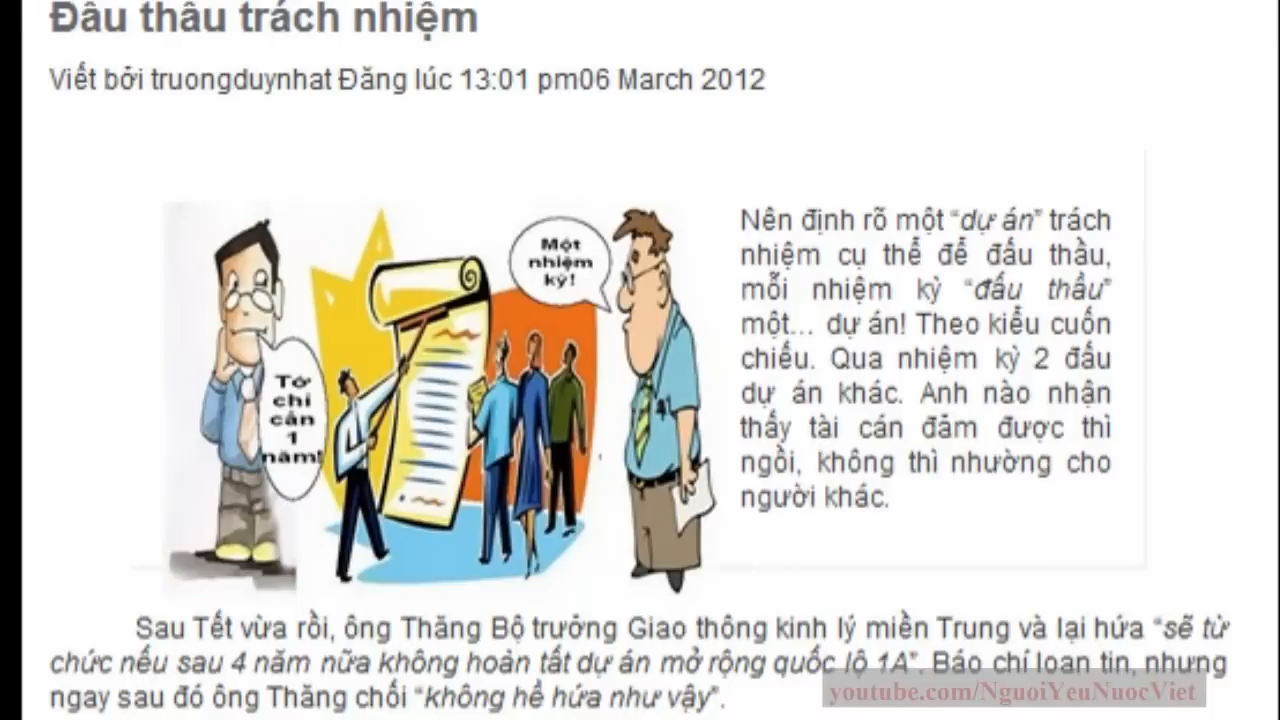 Đấu thầu trách nhiệm
Viết bởi truongduynhat Đăng lúc 13:01 pm06 March 2012
Nên định rõ một “dự án” trách
nhiệm cụ thể để đấu thầu,
mỗi nhiệm kỳ “đấu thầu”
một... dự án! Theo kiểu cuốn
chiếu. Qua nhiệm kỳ 2 đấu
dự án khác. Anh nào nhận
thấy tài cán đảm được thì
ngồi, không thì nhường cho
người khác.
Một
nhiệm
kỳ!
Tớ
chỉ
cần
1
năm!
Sau Tết vừa rồi, ông Thăng Bộ trưởng Giao thông kinh lý miền Trung và lại hứa “sẽ từ
chức nếu sau 4 năm nữa không hoàn tất dự án mở rộng quốc lộ 1A”. Báo chí loan tin, nhưng
ngay sau đó ông Thăng chối “không hề hứa như vậy”.
youtube.com/NguoiYeuNuocViet